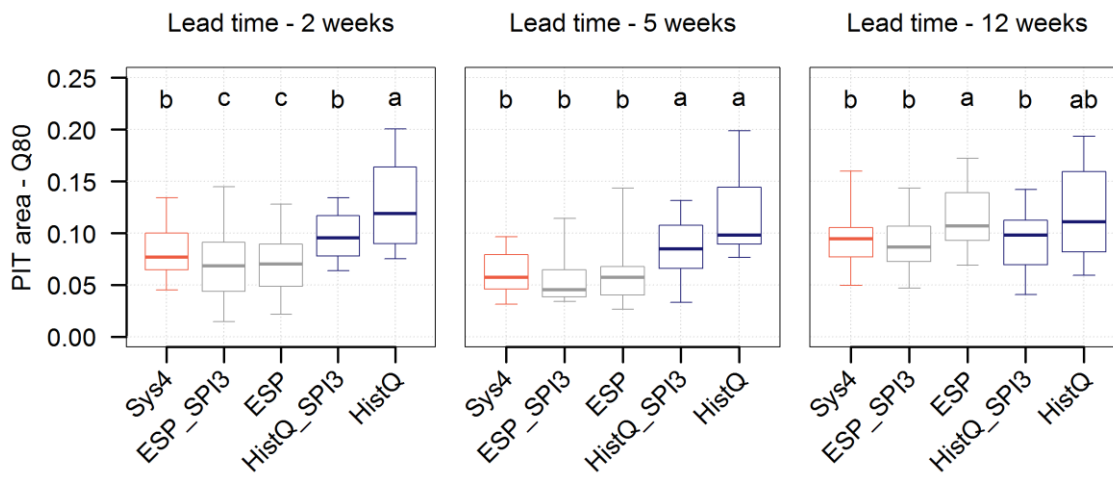 Lead time - 2 weeks
Lead time - 5 weeks
Lead time - 12 weeks
PIT area - Q80
0.25
0.20
0.15
0.10
0.05
0.00
b c c b a
b b b a a
b b a b ab
Sys4
ESP_SPI3
ESP
HistQ_SPI3
HistQ
Sys4
ESP_SPI3
ESP
HistQ_SPI3
HistQ
Sys4
ESP_SPI3
ESP
HistQ_SPI3
HistQ